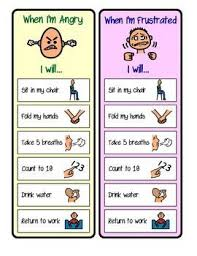 When I'm Angry
I will...
Sit in my chair
Fold my hands
Take 5 breaths
Count to 10
123
Drink water
Return to work
When I'm Frustrated
I will...
Sit in my chair
Fold my hands
Take 5 breaths
Count to 10
123
Drink water
Return to work